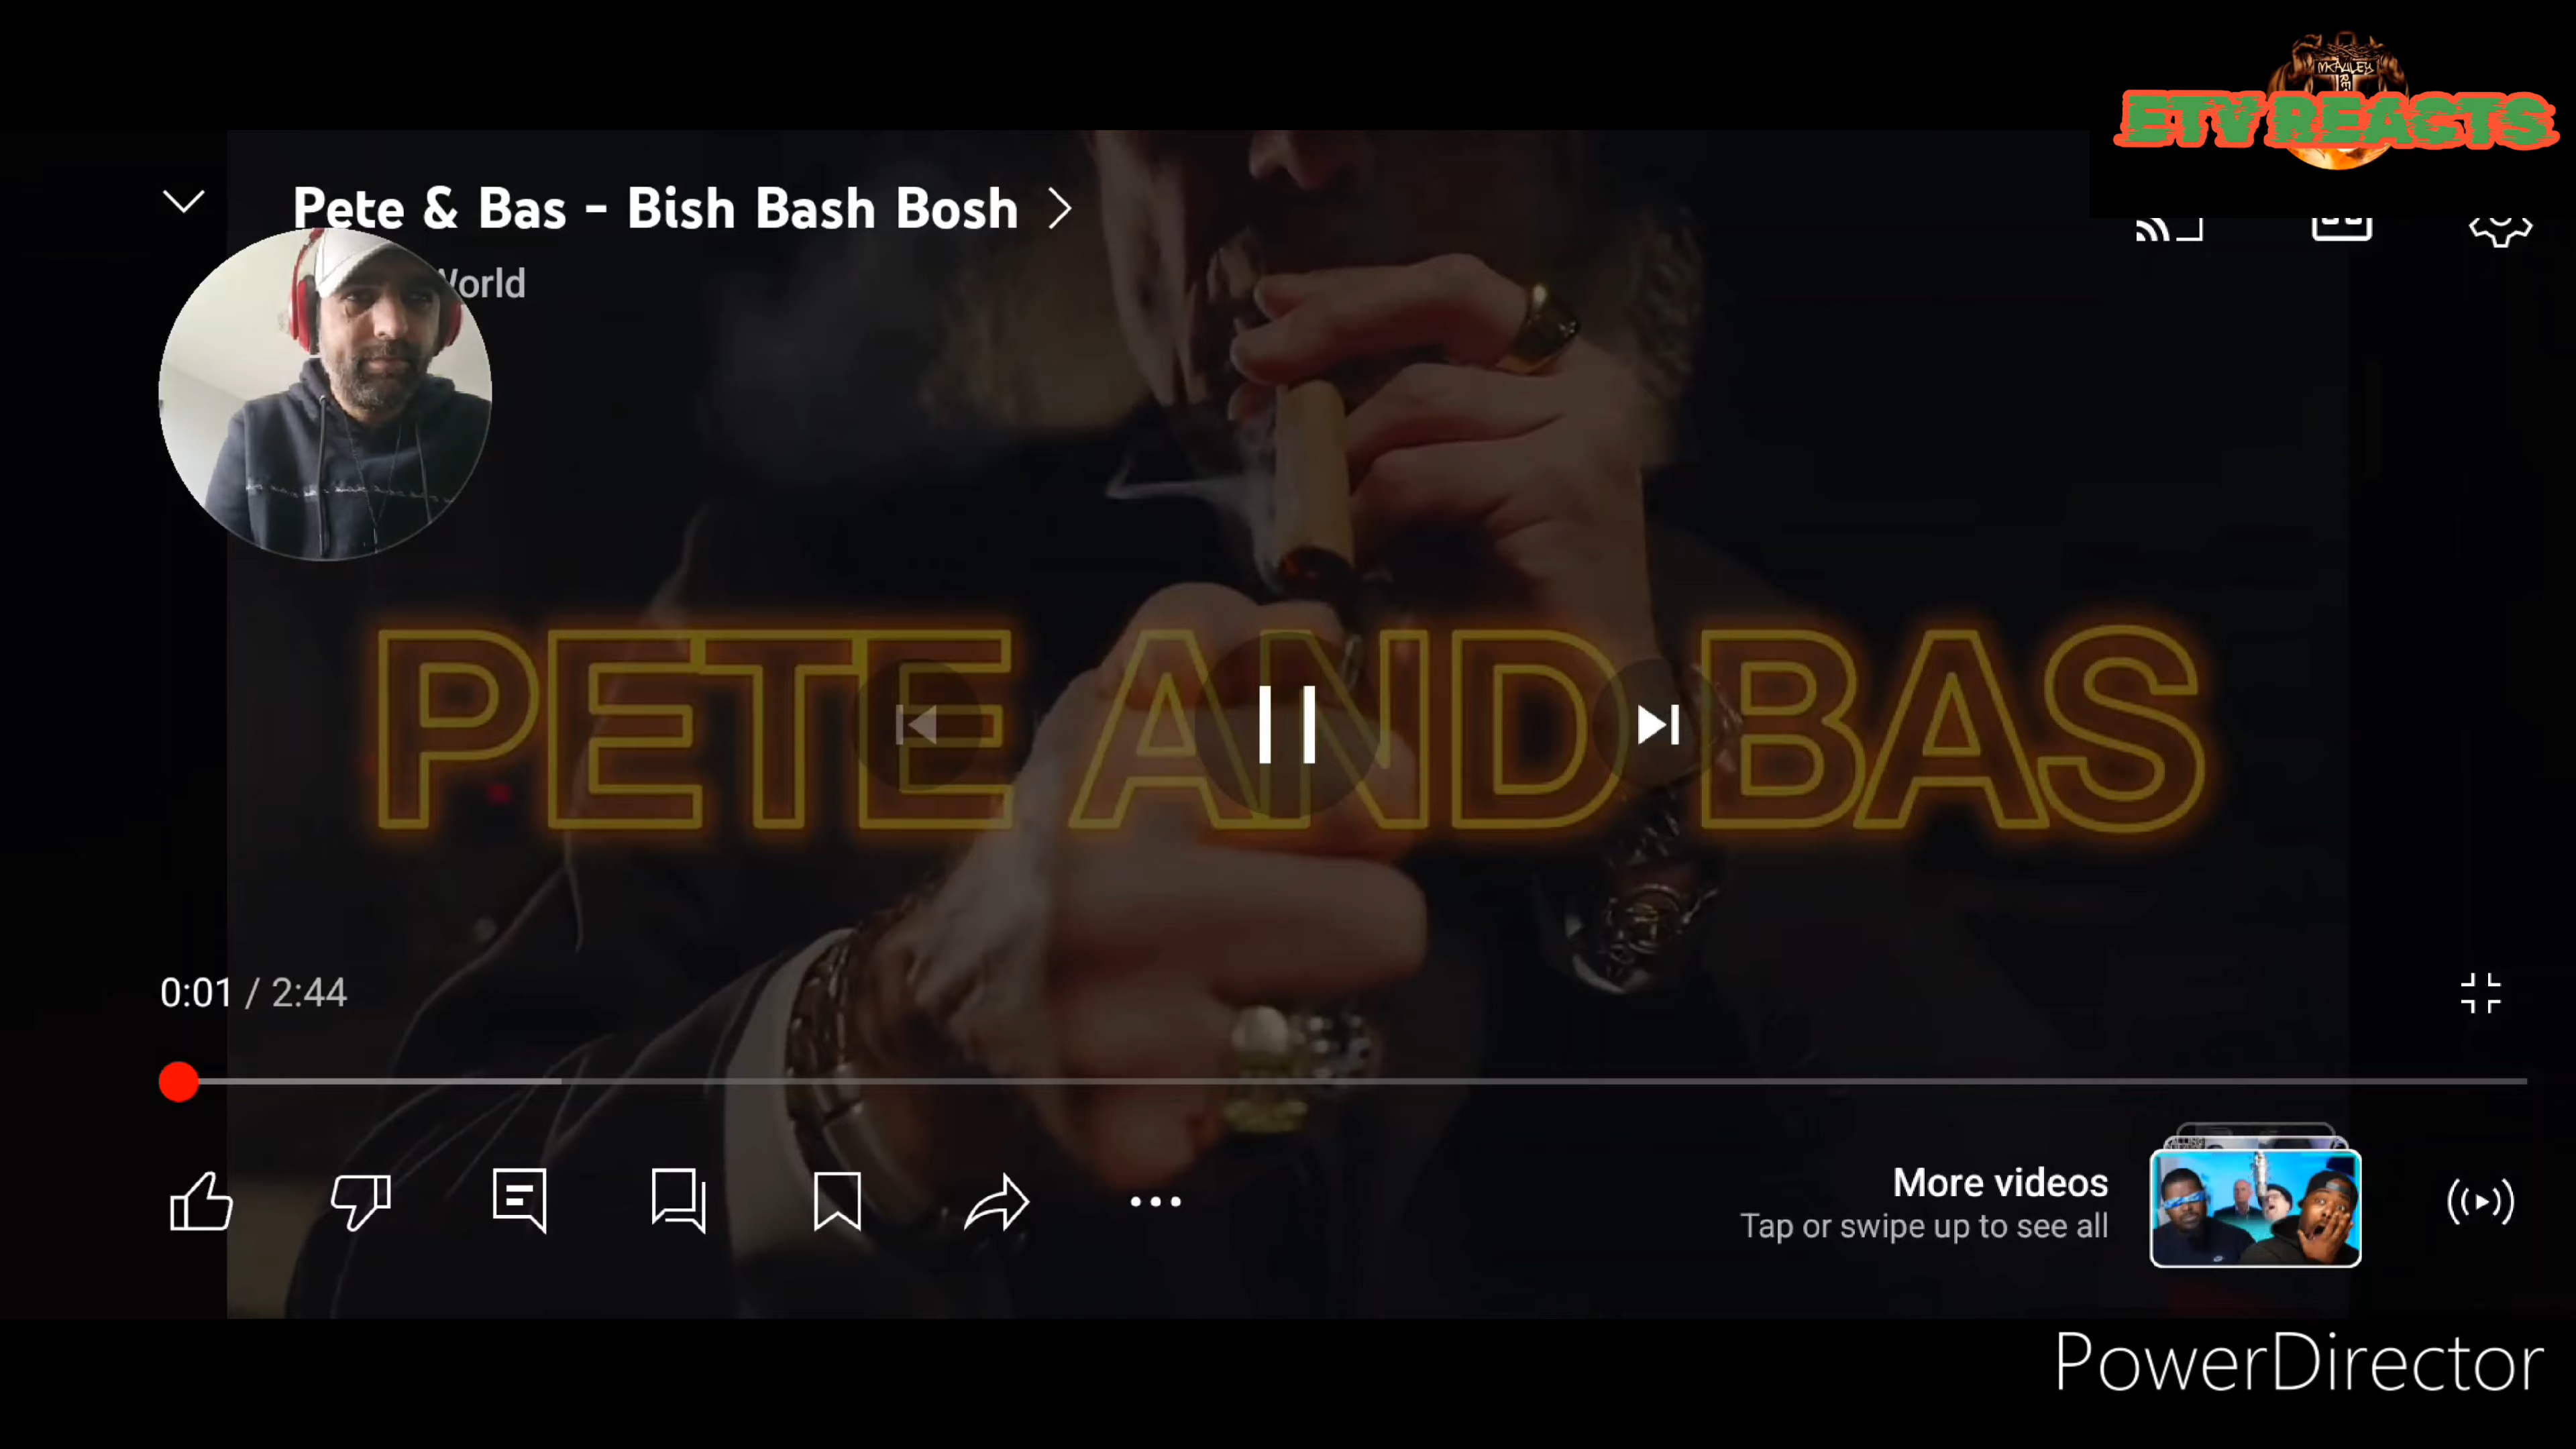 ETV REACTS
Pete & Bas - Bish Bash Bosh
World
PETE AND BAS
0:01 / 2:44
More videos
Tap or swipe up to see all
PowerDirector